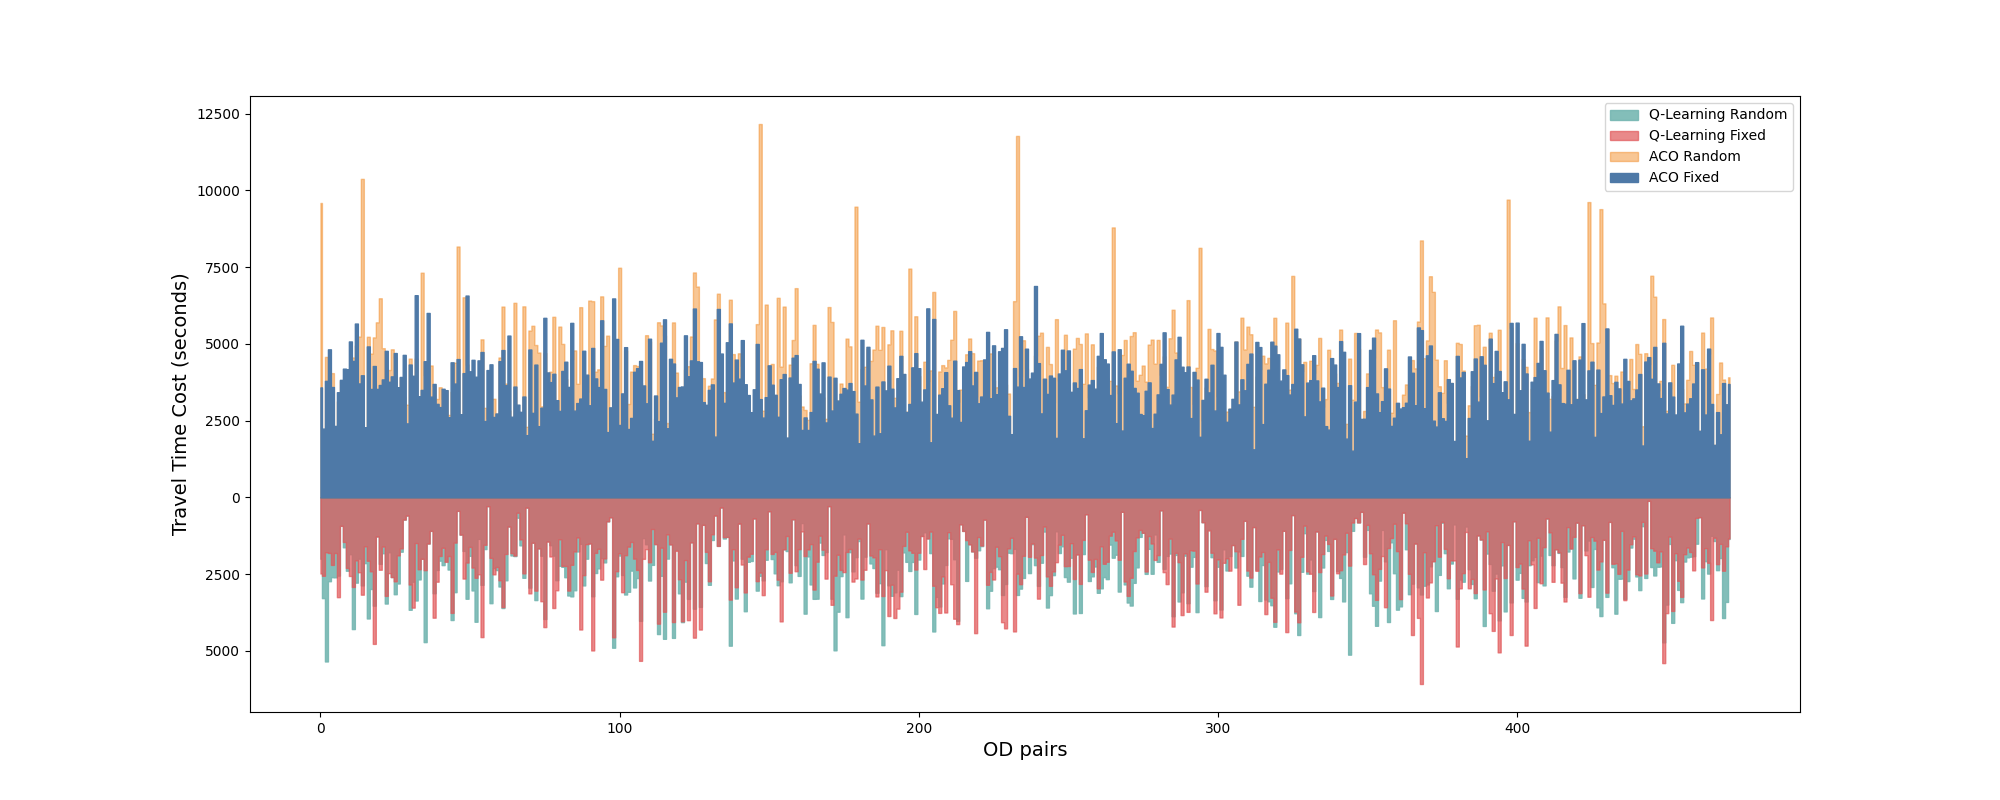 12500
10000
7500
5000
2500
0
2500
5000
Travel Time Cost (seconds)
0
100
200
300
400
OD pairs
Q-Learning Random
Q-Learning Fixed
ACO Random
ACO Fixed